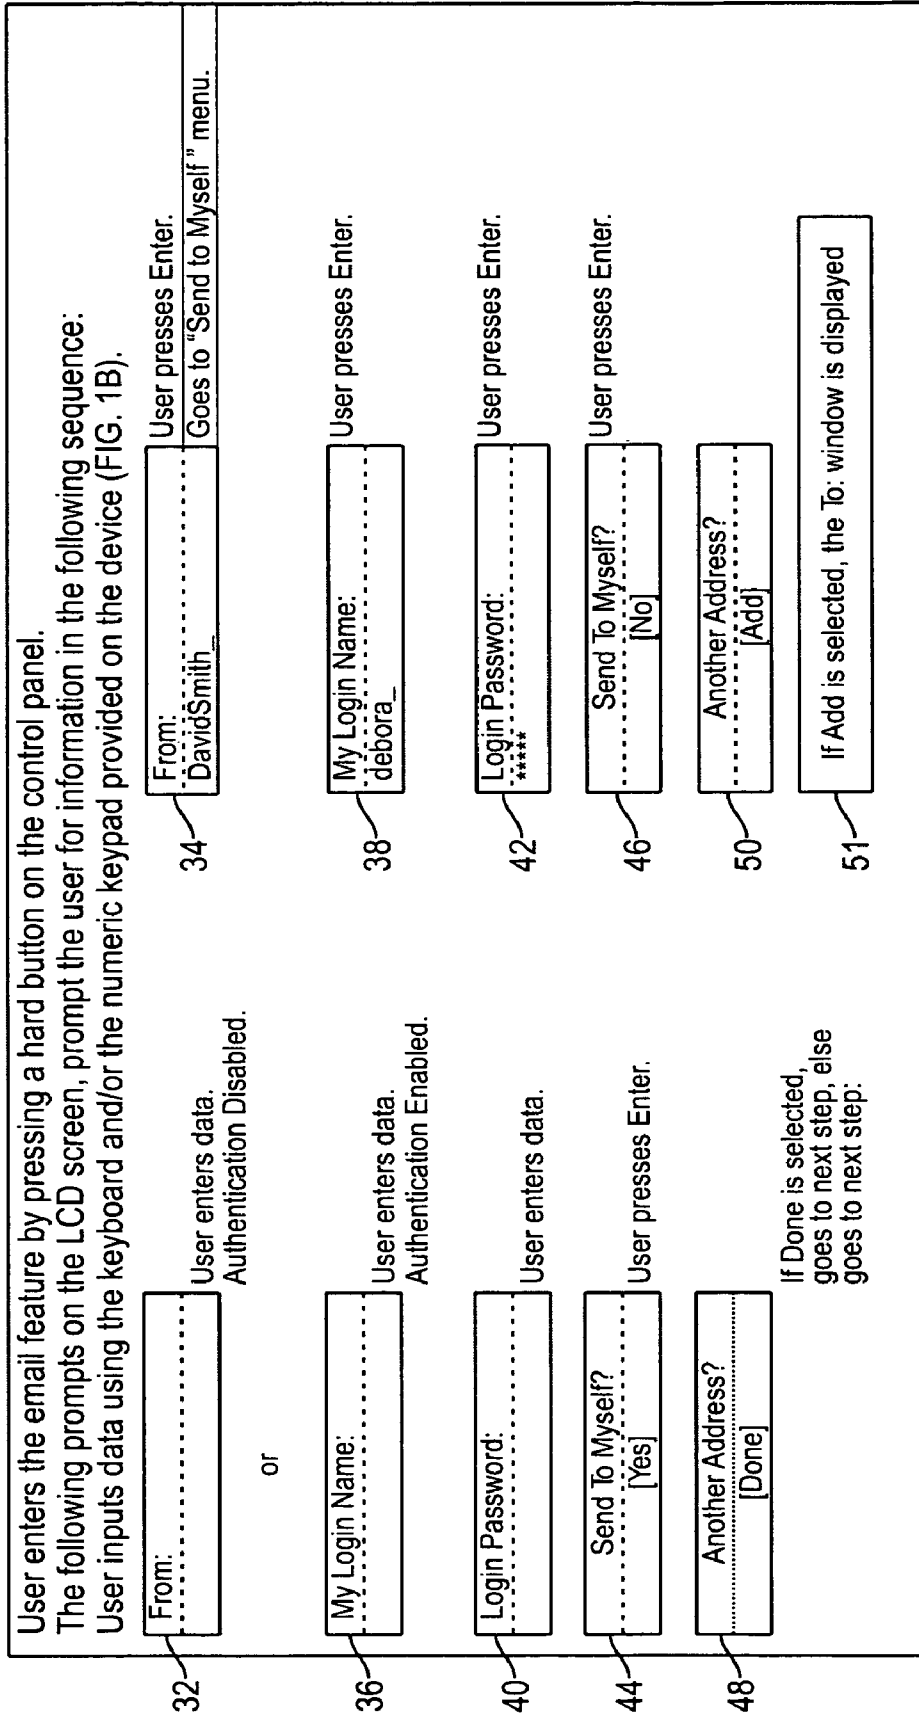 User enters the email feature by pressing a hard button on the control panel.
The following prompts on the LCD screen, prompt the user for information in the following sequence:
User inputs data using the keyboard and/or the numeric keypad provided on the device (FIG. 1B).
32
From:
User enters data.
Authentication Disabled.
34
From:
DavidSmith_
User presses Enter.
Goes to “Send to Myself ” menu.
or
36
My Login Name:
User enters data.
Authentication Enabled.
38
My Login Name:
debora_
User presses Enter.
40
Login Password:
User enters data.
42
Login Password:
*****
User presses Enter.
44
Send To Myself?
[Yes]
User presses Enter.
46
Send To Myself?
[No]
User presses Enter.
48
Another Address?
[Done]
If Done is selected,
goes to next step, else
goes to next step:
50
Another Address?
[Add]
51
If Add is selected, the To: window is displayed